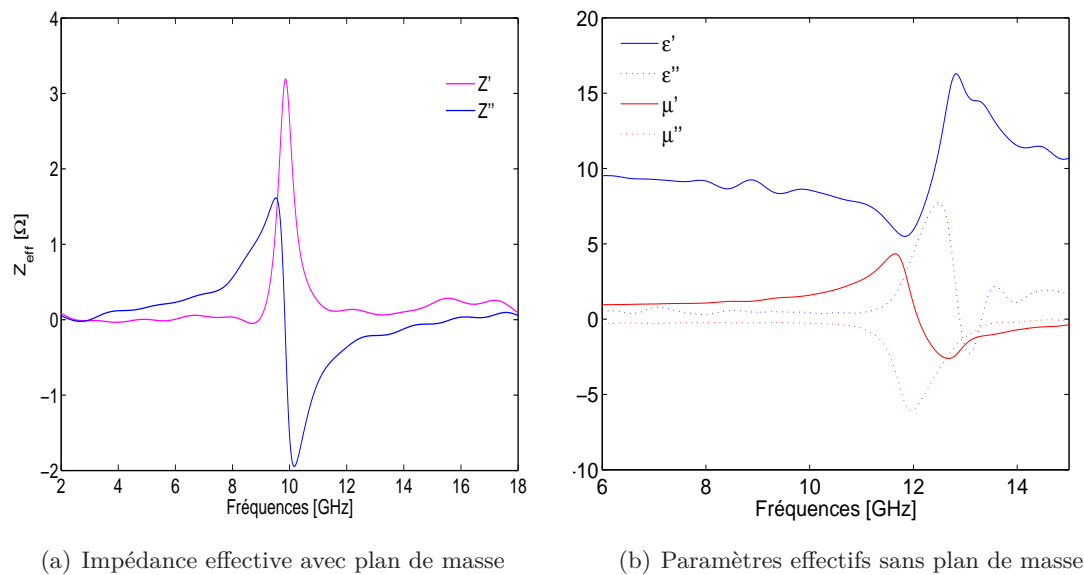 4
3
2
1
0
−1
−2
Z_eff [Ω]
Z'
Z''
2 4 6 8 10 12 14 16 18
Fréquences [GHz]
(a) Impédance effective avec plan de masse
20
15
10
5
0
-5
-10
ε'
ε''
μ'
μ''
6 8 10 12 14
Fréquences [GHz]
(b) Paramètres effectifs sans plan de masse